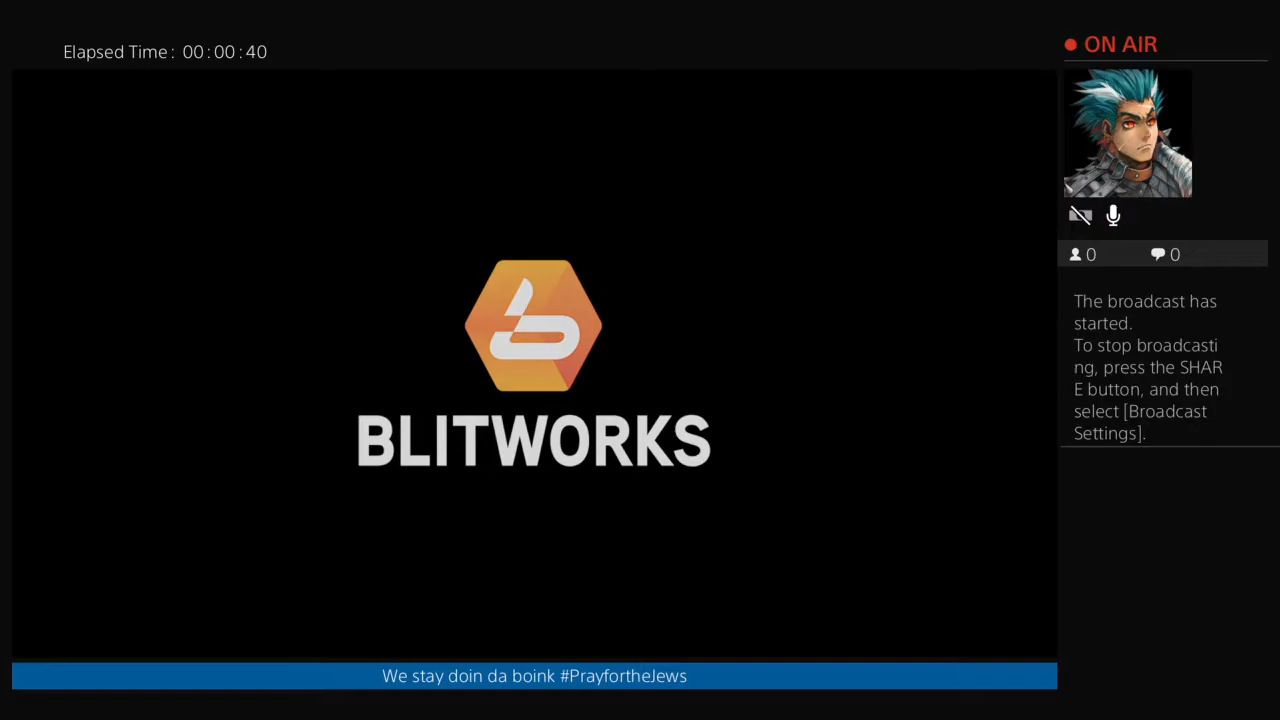 Elapsed Time: 00:00:40
ON AIR
0 0
The broadcast has
started.
To stop broadcasti
ng, press the SHAR
E button, and then
select [Broadcast
Settings].
BLITWORKS
We stay doin da boink #PrayfortheJews